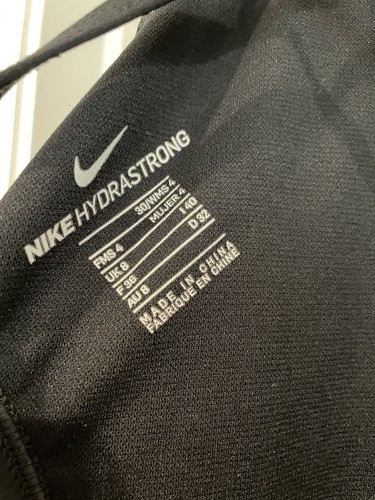 NIKE HYDRASTRONG
30/WMS 4
FMS 4 MUJER 4
UK 8 I 40
F 36 D 32
AU 8
MADE IN CHINA
FABRIQUE EN CHINE